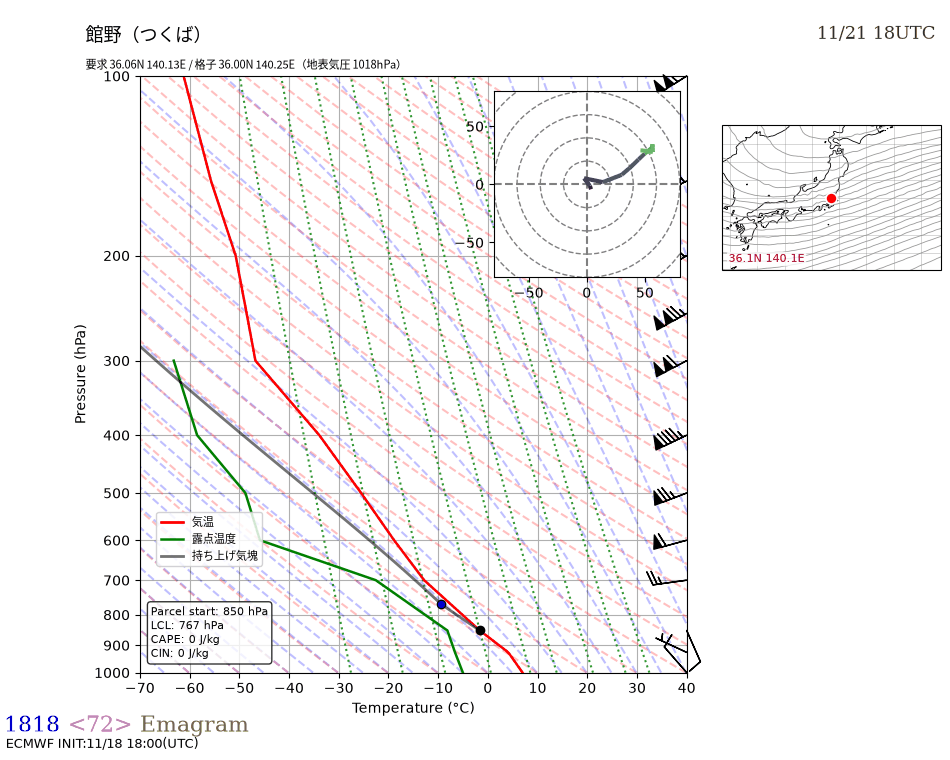 館野（つくば）
11/21 18UTC
要求 36.06N 140.13E / 格子 36.00N 140.25E（地表気圧 1018hPa）
100
200
300
400
500
600
700
800
900
1000
Pressure (hPa)
−70 −60 −50 −40 −30 −20 −10 0 10 20 30 40
Temperature (°C)
50
0
−50
−50 0 50
36.1N 140.1E
気温
露点温度
持ち上げ気塊
Parcel start: 850 hPa
LCL: 767 hPa
CAPE: 0 J/kg
CIN: 0 J/kg
1818 <72> Emagram
ECMWF INIT:11/18 18:00(UTC)